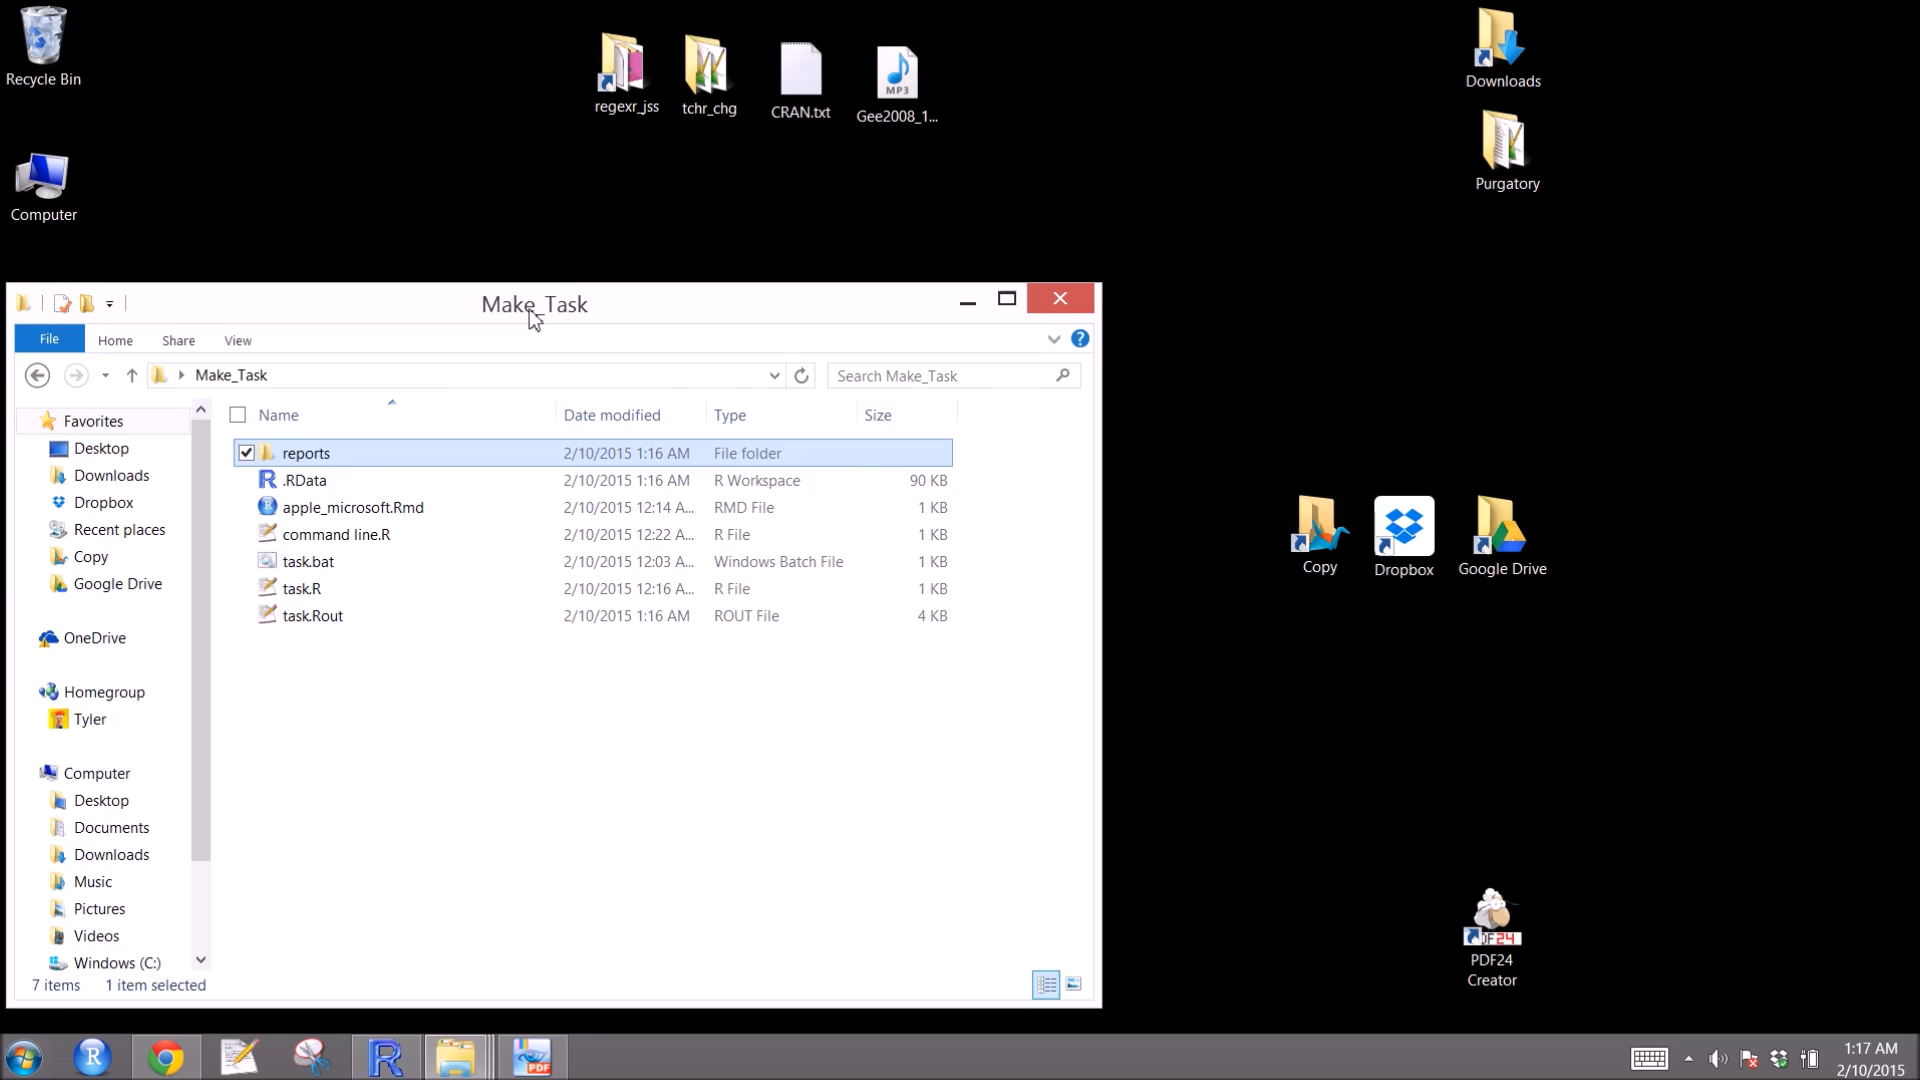 Recycle Bin
Computer
regexr_jss
tchr_chg
CRAN.txt
MP3
Gee2008_1...
Downloads
Purgatory
Make_Task
File Home Share View
Make_Task
Search Make_Task
Name Date modified Type Size
reports 2/10/2015 1:16 AM File folder
.RData 2/10/2015 1:16 AM R Workspace 90 KB
apple_microsoft.Rmd 2/10/2015 12:14 A... RMD File 1 KB
command line.R 2/10/2015 12:22 A... R File 1 KB
task.bat 2/10/2015 12:03 A... Windows Batch File 1 KB
task.R 2/10/2015 12:16 A... R File 1 KB
task.Rout 2/10/2015 1:16 AM ROUT File 4 KB
Favorites
Desktop
Downloads
Dropbox
Recent places
Copy
Google Drive
OneDrive
Homegroup
Tyler
Computer
Desktop
Documents
Downloads
Music
Pictures
Videos
Windows (C:)
7 items 1 item selected
Copy
Dropbox
Google Drive
PDF24
Creator
PDF
1:17 AM
2/10/2015